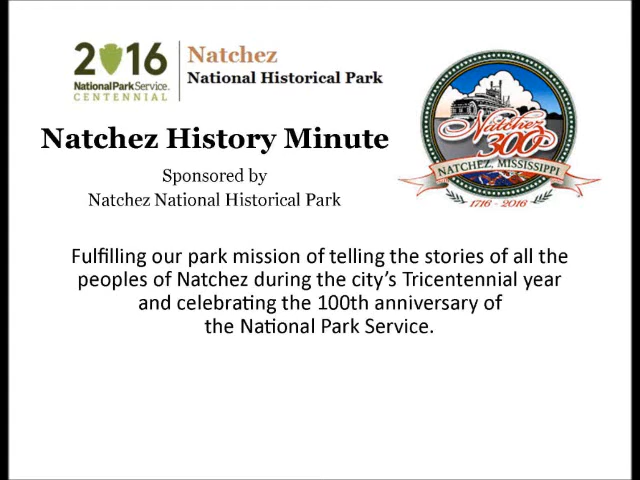 2016
National Park Service
CENTENNIAL
Natchez
National Historical Park
Natchez History Minute
Sponsored by
Natchez National Historical Park
Natchez
300
NATCHEZ, MISSISSIPPI
1716 - 2016
Fulfilling our park mission of telling the stories of all the
peoples of Natchez during the city's Tricentennial year
and celebrating the 100th anniversary of
the National Park Service.